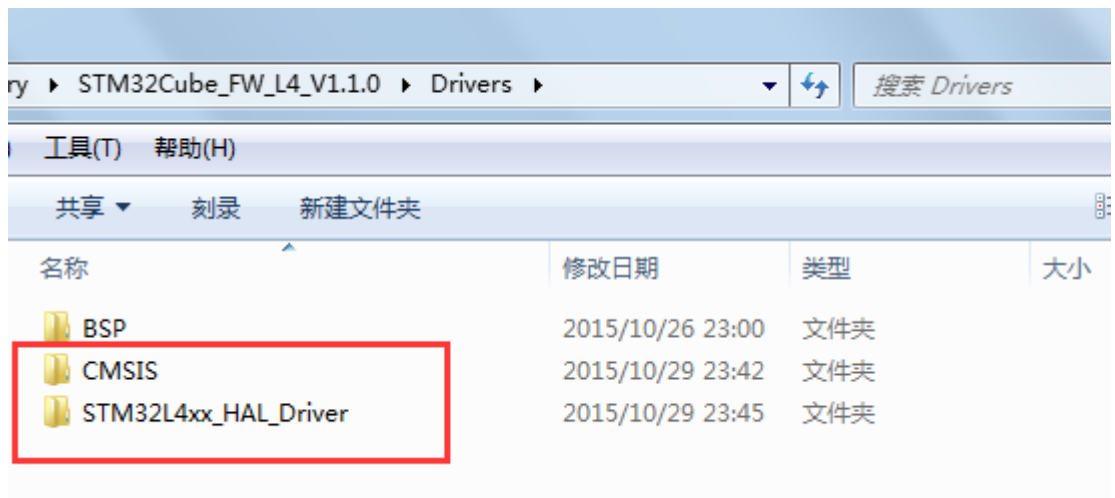 ry ▸ STM32Cube_FW_L4_V1.1.0 ▸ Drivers ▸ 搜索 Drivers
工具(T) 帮助(H)
共享 刻录 新建文件夹
名称 修改日期 类型 大小
BSP 2015/10/26 23:00 文件夹
CMSIS 2015/10/29 23:42 文件夹
STM32L4xx_HAL_Driver 2015/10/29 23:45 文件夹